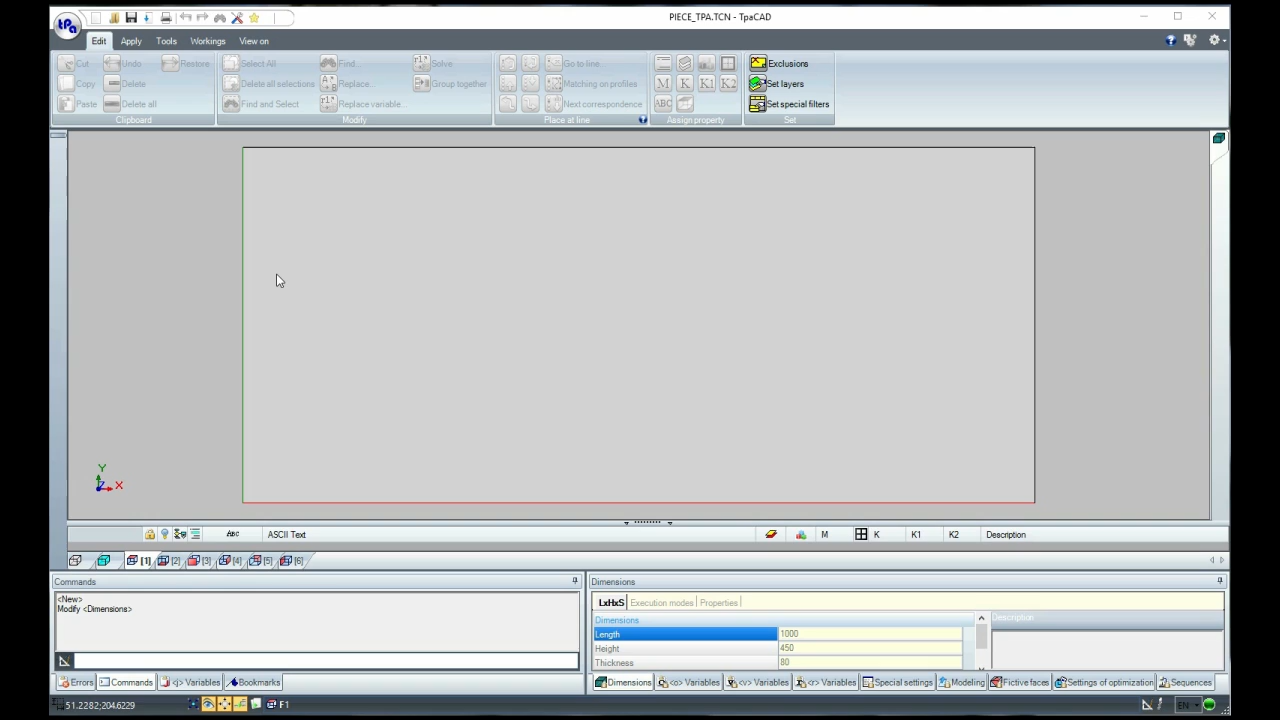 tpa
PIECE_TPA.TCN - TpaCAD
Edit Apply Tools Workings View on
Cut Undo Restore Select All Find... Solve Go to line... Exclusions
Copy Delete Delete all selections Replace... Group together Matching on profiles M K K1 K2 Set layers
Paste Delete all Find and Select Replace variable... Next correspondence ABC Set special filters
Clipboard Modify Place at line Assign property Set
Y
Z X
Abc ASCII Text M K K1 K2 Description
[1] [2] [3] [4] [5] [6]
Commands
<New>
Modify <Dimensions>
Errors Commands <j> Variables Bookmarks
Dimensions
LxHxS Execution modes Properties
Dimensions Description
Length 1000
Height 450
Thickness 80
Dimensions <o> Variables <v> Variables <r> Variables Special settings Modeling Fictive faces Settings of optimization Sequences
51.2282;204.6229 F1 EN